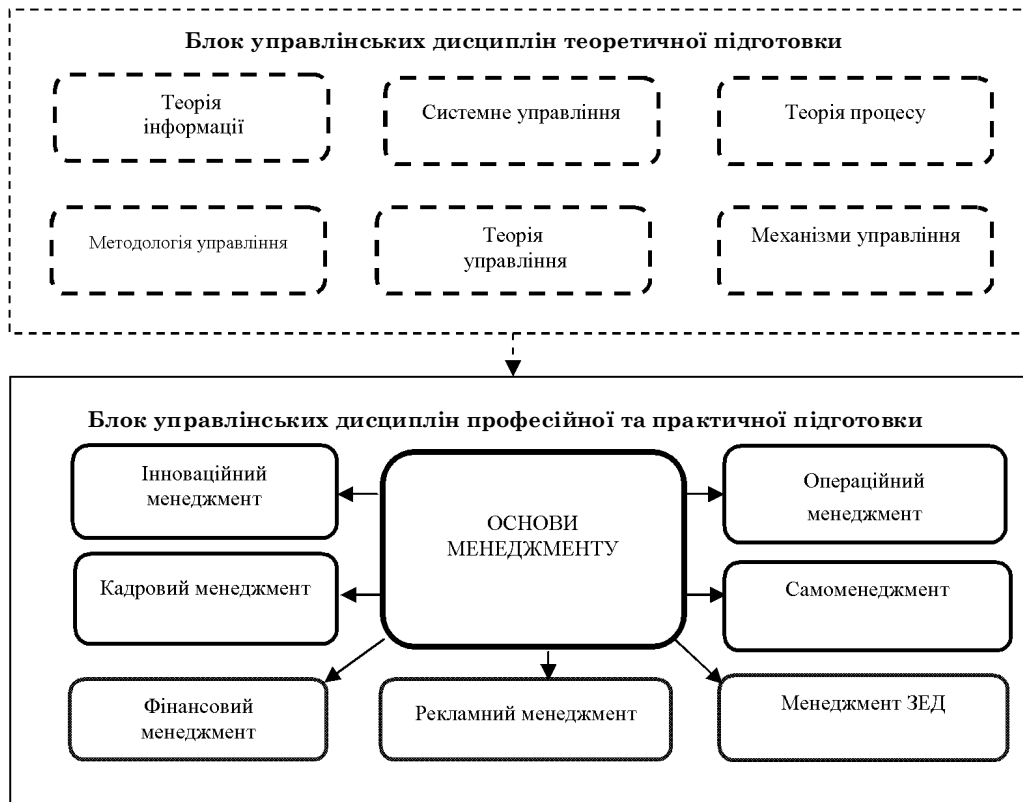 Блок управлінських дисциплін теоретичної підготовки
Теорія
інформації
Системне управління
Теорія процесу
Методологія управління
Теорія
управління
Механізми управління
Блок управлінських дисциплін професійної та практичної підготовки
Інноваційний
менеджмент
ОСНОВИ
МЕНЕДЖМЕНТУ
Операційний
менеджмент
Кадровий менеджмент
Самоменеджмент
Фінансовий
менеджмент
Рекламний менеджмент
Менеджмент ЗЕД